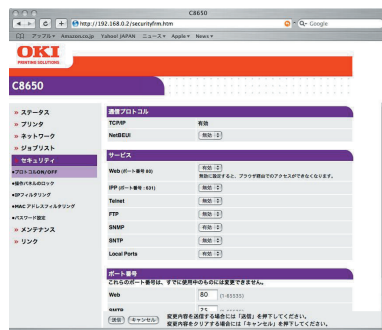 C8650
http://192.168.0.2/securityfrm.htm
Q- Google
アップル▼ Amazon.co.jp Yahoo! JAPAN ニュース▼ Apple▼ News▼
OKI
PRINTING SOLUTIONS
C8650
» ステータス
» プリンタ
» ネットワーク
» ジョブリスト
セキュリティ
●プロトコルON/OFF
●操作パネルのロック
●IPフィルタリング
●MACアドレスフィルタリング
●パスワード設定
» メンテナンス
» リンク
通信プロトコル
TCP/IP 有効
NetBEUI 無効
サービス
Web (ポート番号 80) 有効
無効に設定すると、ブラウザ経由でのアクセスができなくなります。
IPP (ポート番号 : 631) 無効
Telnet 無効
FTP 無効
SNMP 有効
SNTP 無効
Local Ports 有効
ポート番号
これらのポート番号は、すでに使用中のものには変更できません。
Web 80 (1-65535)
SMTP 25
送信 キャンセル
変更内容を送信する場合には「送信」を押下してください。
変更内容をクリアする場合には「キャンセル」を押下してください。